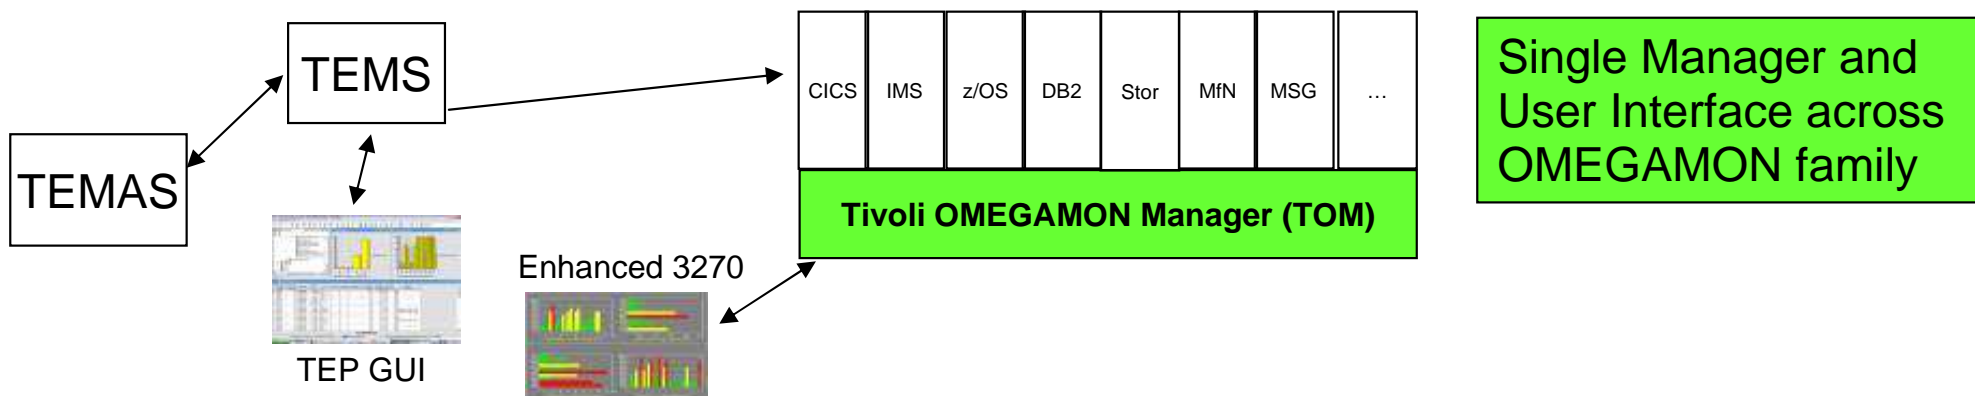 TEMS
TEMAS
TEP GUI
Enhanced 3270
CICS IMS z/OS DB2 Stor MfN MSG …
Tivoli OMEGAMON Manager (TOM)
Single Manager and
User Interface across
OMEGAMON family